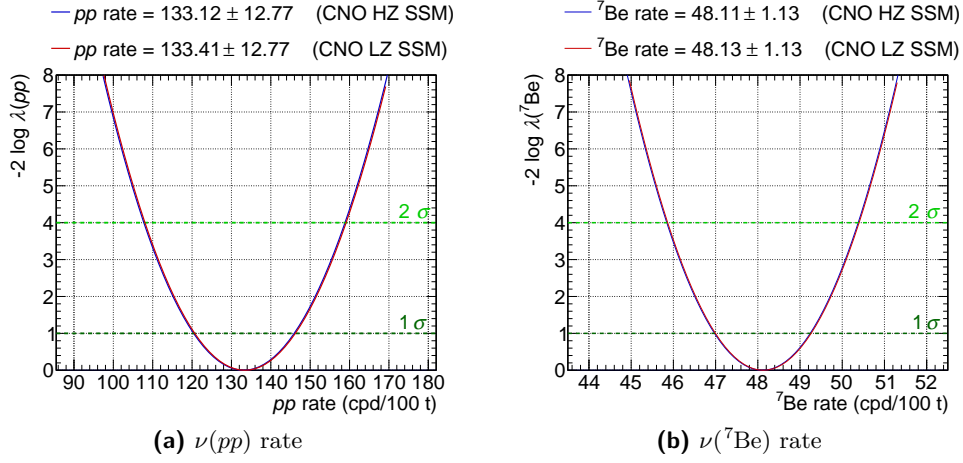 pp rate = 133.12 ± 12.77 (CNO HZ SSM)
pp rate = 133.41 ± 12.77 (CNO LZ SSM)
-2 log λ(pp)
8
7
6
5
4
3
2
1
0
2 σ
1 σ
90 100 110 120 130 140 150 160 170 180
pp rate (cpd/100 t)
(a) ν(pp) rate
⁷Be rate = 48.11 ± 1.13 (CNO HZ SSM)
⁷Be rate = 48.13 ± 1.13 (CNO LZ SSM)
-2 log λ(⁷Be)
8
7
6
5
4
3
2
1
0
2 σ
1 σ
44 45 46 47 48 49 50 51 52
⁷Be rate (cpd/100 t)
(b) ν(⁷Be) rate